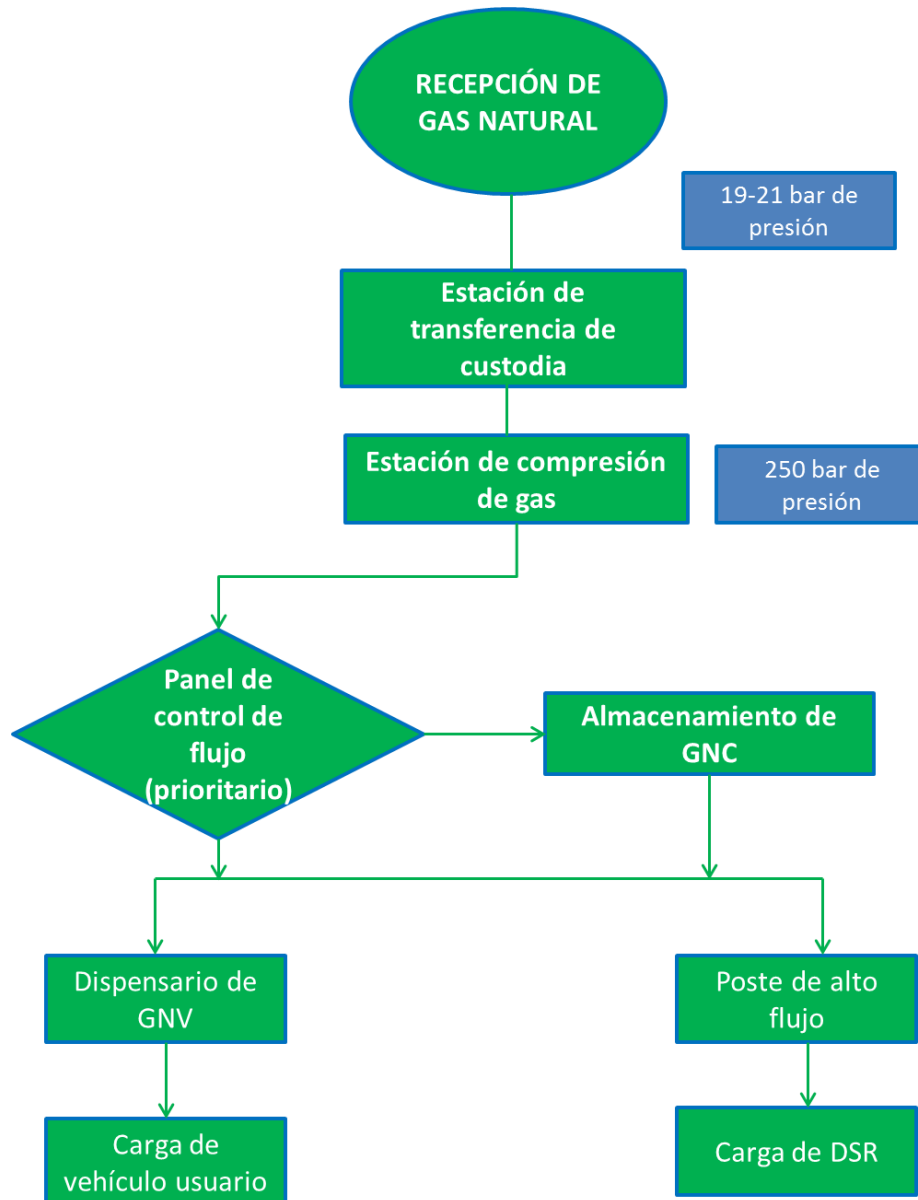 RECEPCIÓN DE
GAS NATURAL
19-21 bar de
presión
Estación de
transferencia de
custodia
Estación de compresión
de gas
250 bar de
presión
Panel de
control de
flujo
(prioritario)
Almacenamiento de
GNC
Dispensario de
GNV
Poste de alto
flujo
Carga de
vehículo usuario
Carga de DSR